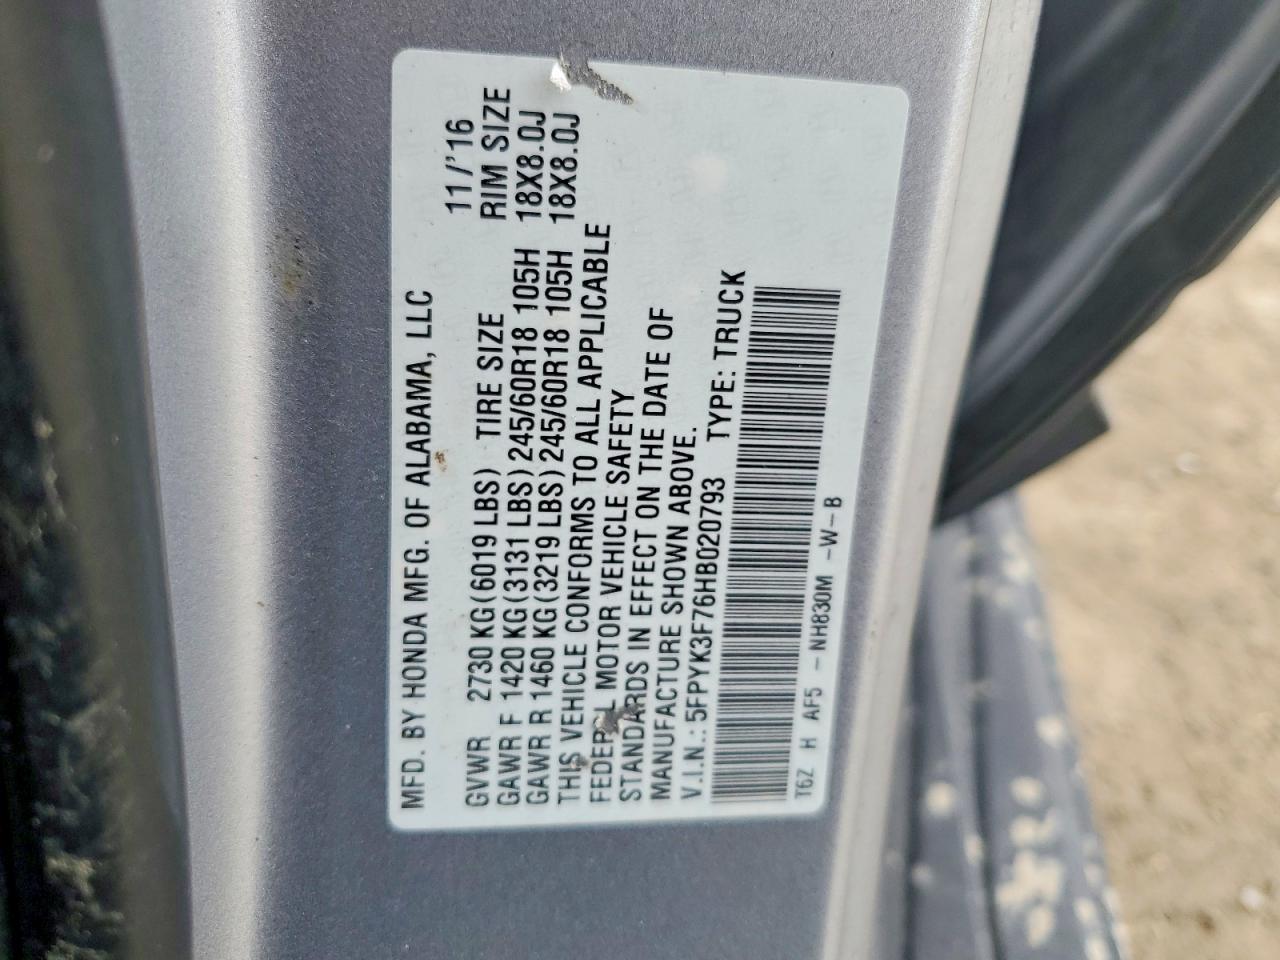 MFD. BY HONDA MFG. OF ALABAMA, LLC 11/'16
GVWR 2730 KG(6019 LBS) TIRE SIZE RIM SIZE
GAWR F 1420 KG(3131 LBS) 245/60R18 105H 18X8.0J
GAWR R 1460 KG(3219 LBS) 245/60R18 105H 18X8.0J
THIS VEHICLE CONFORMS TO ALL APPLICABLE
FEDERAL MOTOR VEHICLE SAFETY
STANDARDS IN EFFECT ON THE DATE OF
MANUFACTURE SHOWN ABOVE.
V.I.N.: 5FPYK3F76HB020793 TYPE: TRUCK
T6Z H AF5 - NH830M -W-B